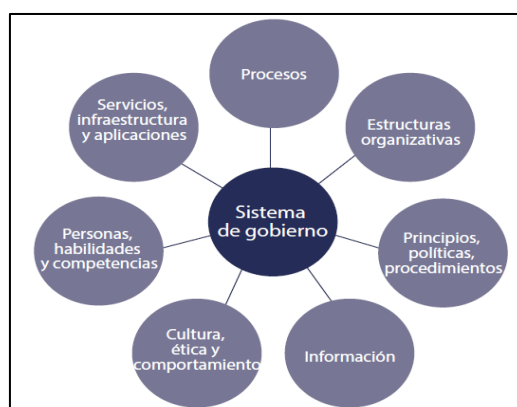 Procesos
Estructuras
organizativas
Principios,
políticas,
procedimientos
Información
Cultura,
ética y
comportamiento
Personas,
habilidades
y competencias
Servicios,
infraestructura
y aplicaciones
Sistema
de gobierno